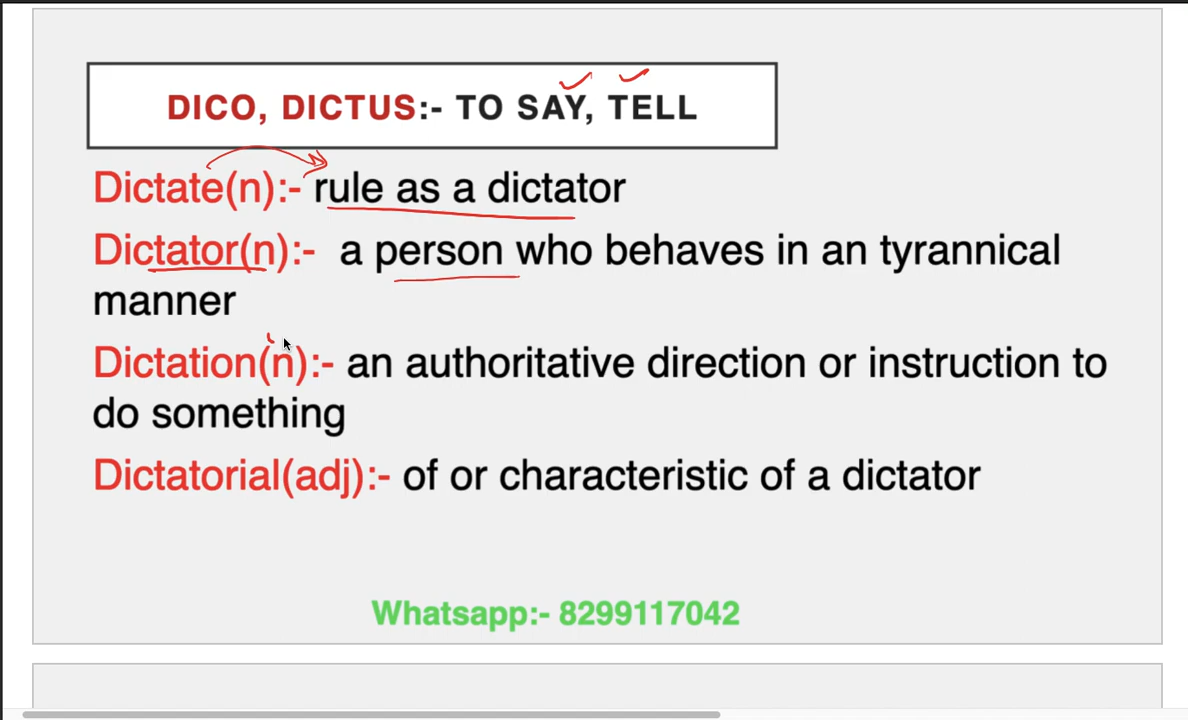 DICO, DICTUS:- TO SAY, TELL
Dictate(n):- rule as a dictator
Dictator(n):- a person who behaves in an tyrannical
manner
Dictation(n):- an authoritative direction or instruction to
do something
Dictatorial(adj):- of or characteristic of a dictator
Whatsapp:- 8299117042